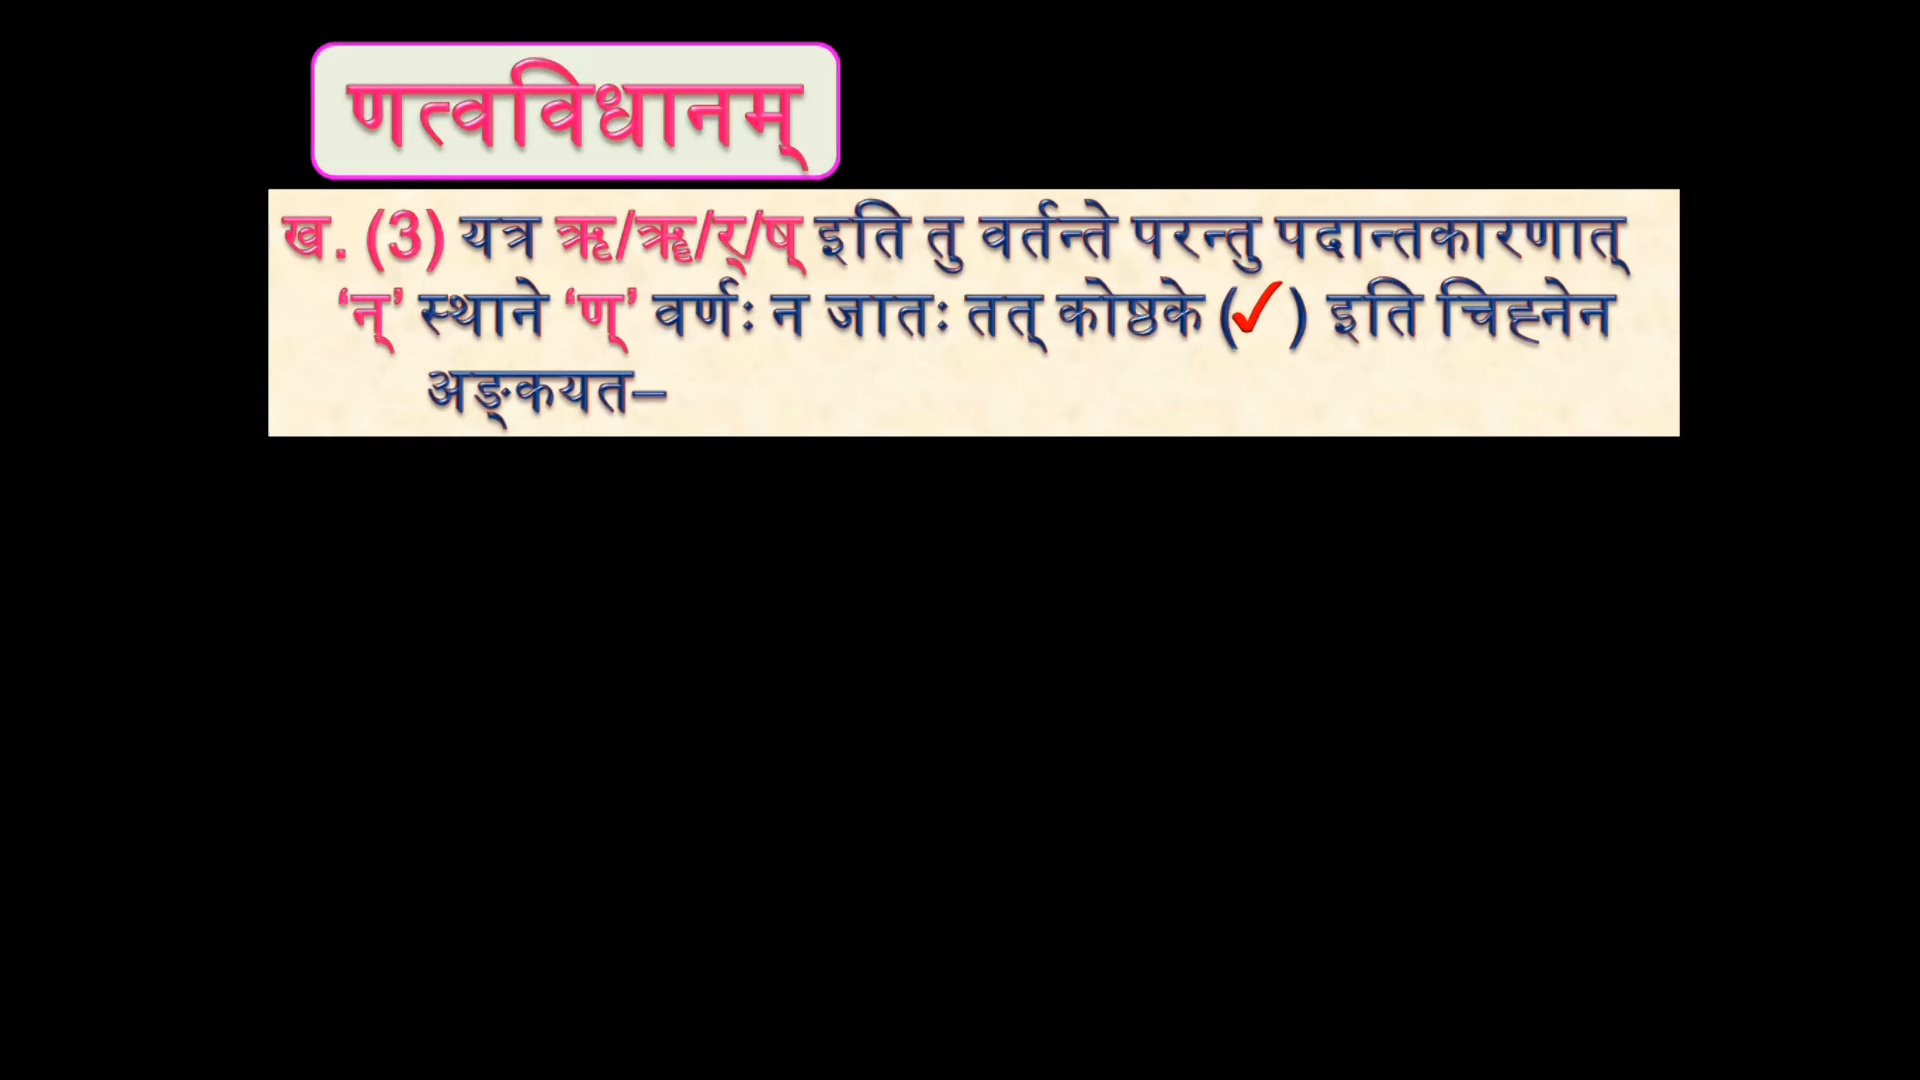 णत्वविधानम्
ख. (3) यत्र ऋ/ॠ/र्/ष् इति तु वर्तन्ते परन्तु पदान्तकारणात्
‘न्’ स्थाने ‘ण्’ वर्णः न जातः तत् कोष्ठके (✓) इति चिह्नेन
अङ्कयत–